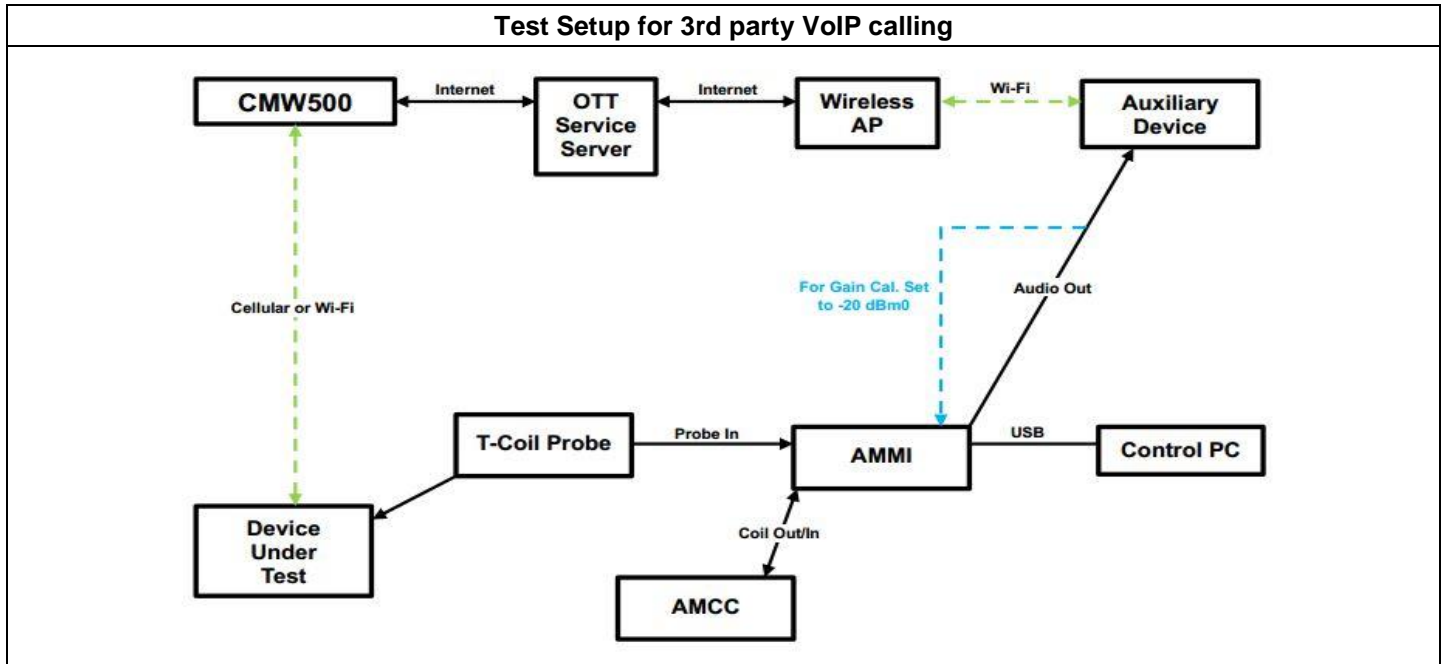 Test Setup for 3rd party VoIP calling
CMW500
Internet
OTT
Service
Server
Internet
Wireless
AP
Wi-Fi
Auxiliary
Device
Cellular or Wi-Fi
For Gain Cal. Set
to -20 dBm0
Audio Out
T-Coil Probe
Probe In
AMMI
USB
Control PC
Device
Under
Test
Coil Out/In
AMCC